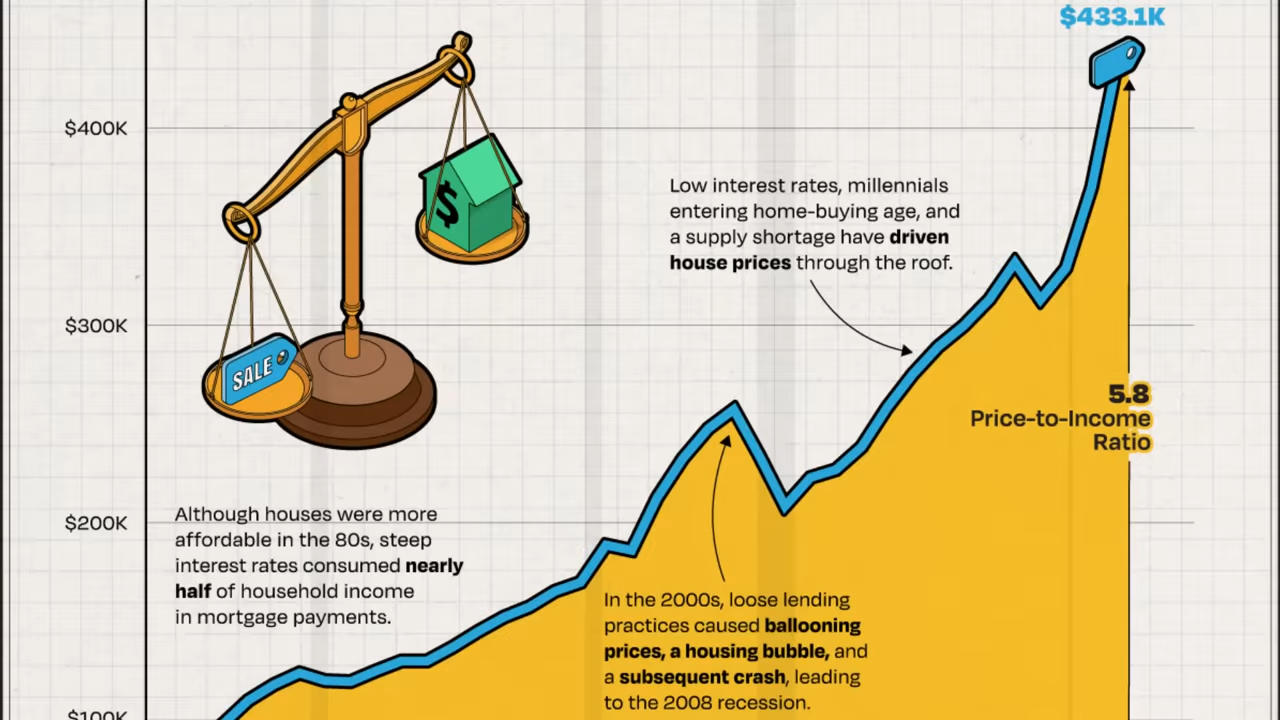 $433.1K
$400K
Low interest rates, millennials
entering home-buying age, and
a supply shortage have driven
house prices through the roof.
$300K
SALE
$
5.8
Price-to-Income
Ratio
$200K
Although houses were more
affordable in the 80s, steep
interest rates consumed nearly
half of household income
in mortgage payments.
In the 2000s, loose lending
practices caused ballooning
prices, a housing bubble, and
a subsequent crash, leading
to the 2008 recession.
$100K